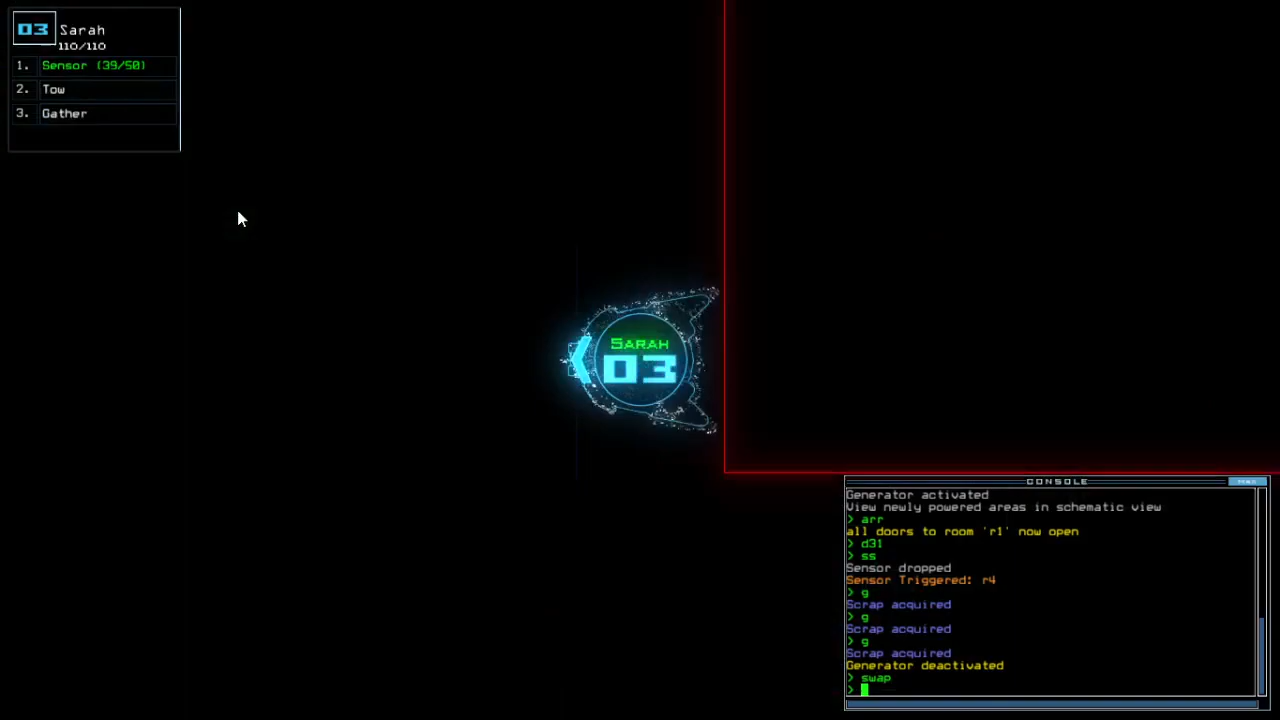 03 Sarah
110/110
1. Sensor (39/50)
2. Tow
3. Gather
SARAH
03
CONSOLE
Generator activated
View newly powered areas in schematic view
> arr
all doors to room 'r1' now open
> d31
> ss
Sensor dropped
Sensor Triggered: r4
> g
Scrap acquired
> g
Scrap acquired
> g
Scrap acquired
Generator deactivated
> swap
>